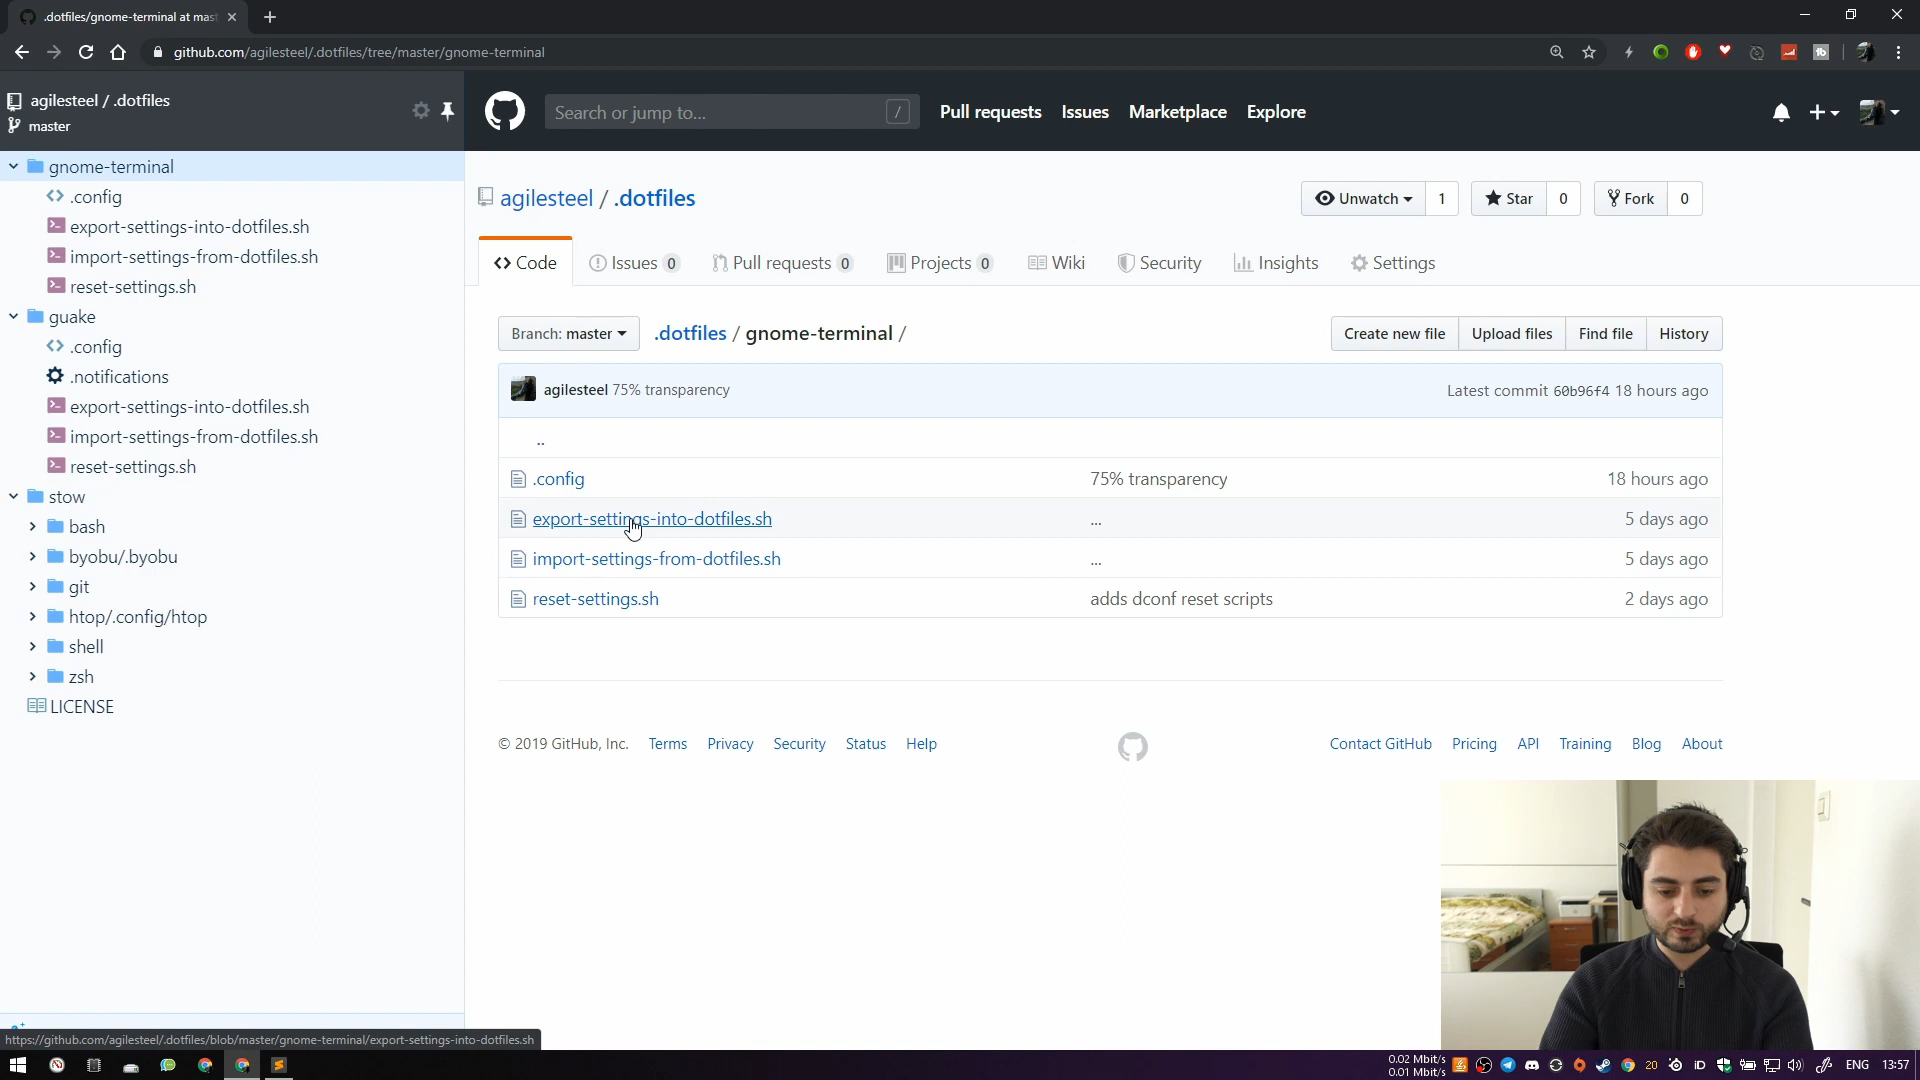 .dotfiles/gnome-terminal at mas
github.com/agilesteel/.dotfiles/tree/master/gnome-terminal
agilesteel / .dotfiles
master
Search or jump to...
/
Pull requests
Issues
Marketplace
Explore
gnome-terminal
.config
export-settings-into-dotfiles.sh
import-settings-from-dotfiles.sh
reset-settings.sh
guake
.config
.notifications
export-settings-into-dotfiles.sh
import-settings-from-dotfiles.sh
reset-settings.sh
stow
bash
byobu/.byobu
git
htop/.config/htop
shell
zsh
LICENSE
agilesteel / .dotfiles
Unwatch 1
Star 0
Fork 0
Code
Issues 0
Pull requests 0
Projects 0
Wiki
Security
Insights
Settings
Branch: master
.dotfiles / gnome-terminal /
Create new file
Upload files
Find file
History
agilesteel 75% transparency
Latest commit 60b96f4 18 hours ago
..
.config 75% transparency 18 hours ago
export-settings-into-dotfiles.sh ... 5 days ago
import-settings-from-dotfiles.sh ... 5 days ago
reset-settings.sh adds dconf reset scripts 2 days ago
© 2019 GitHub, Inc.
Terms
Privacy
Security
Status
Help
Contact GitHub
Pricing
API
Training
Blog
About
https://github.com/agilesteel/.dotfiles/blob/master/gnome-terminal/export-settings-into-dotfiles.sh
0.02 Mbit/s
0.01 Mbit/s
20
iD
ENG
13:57